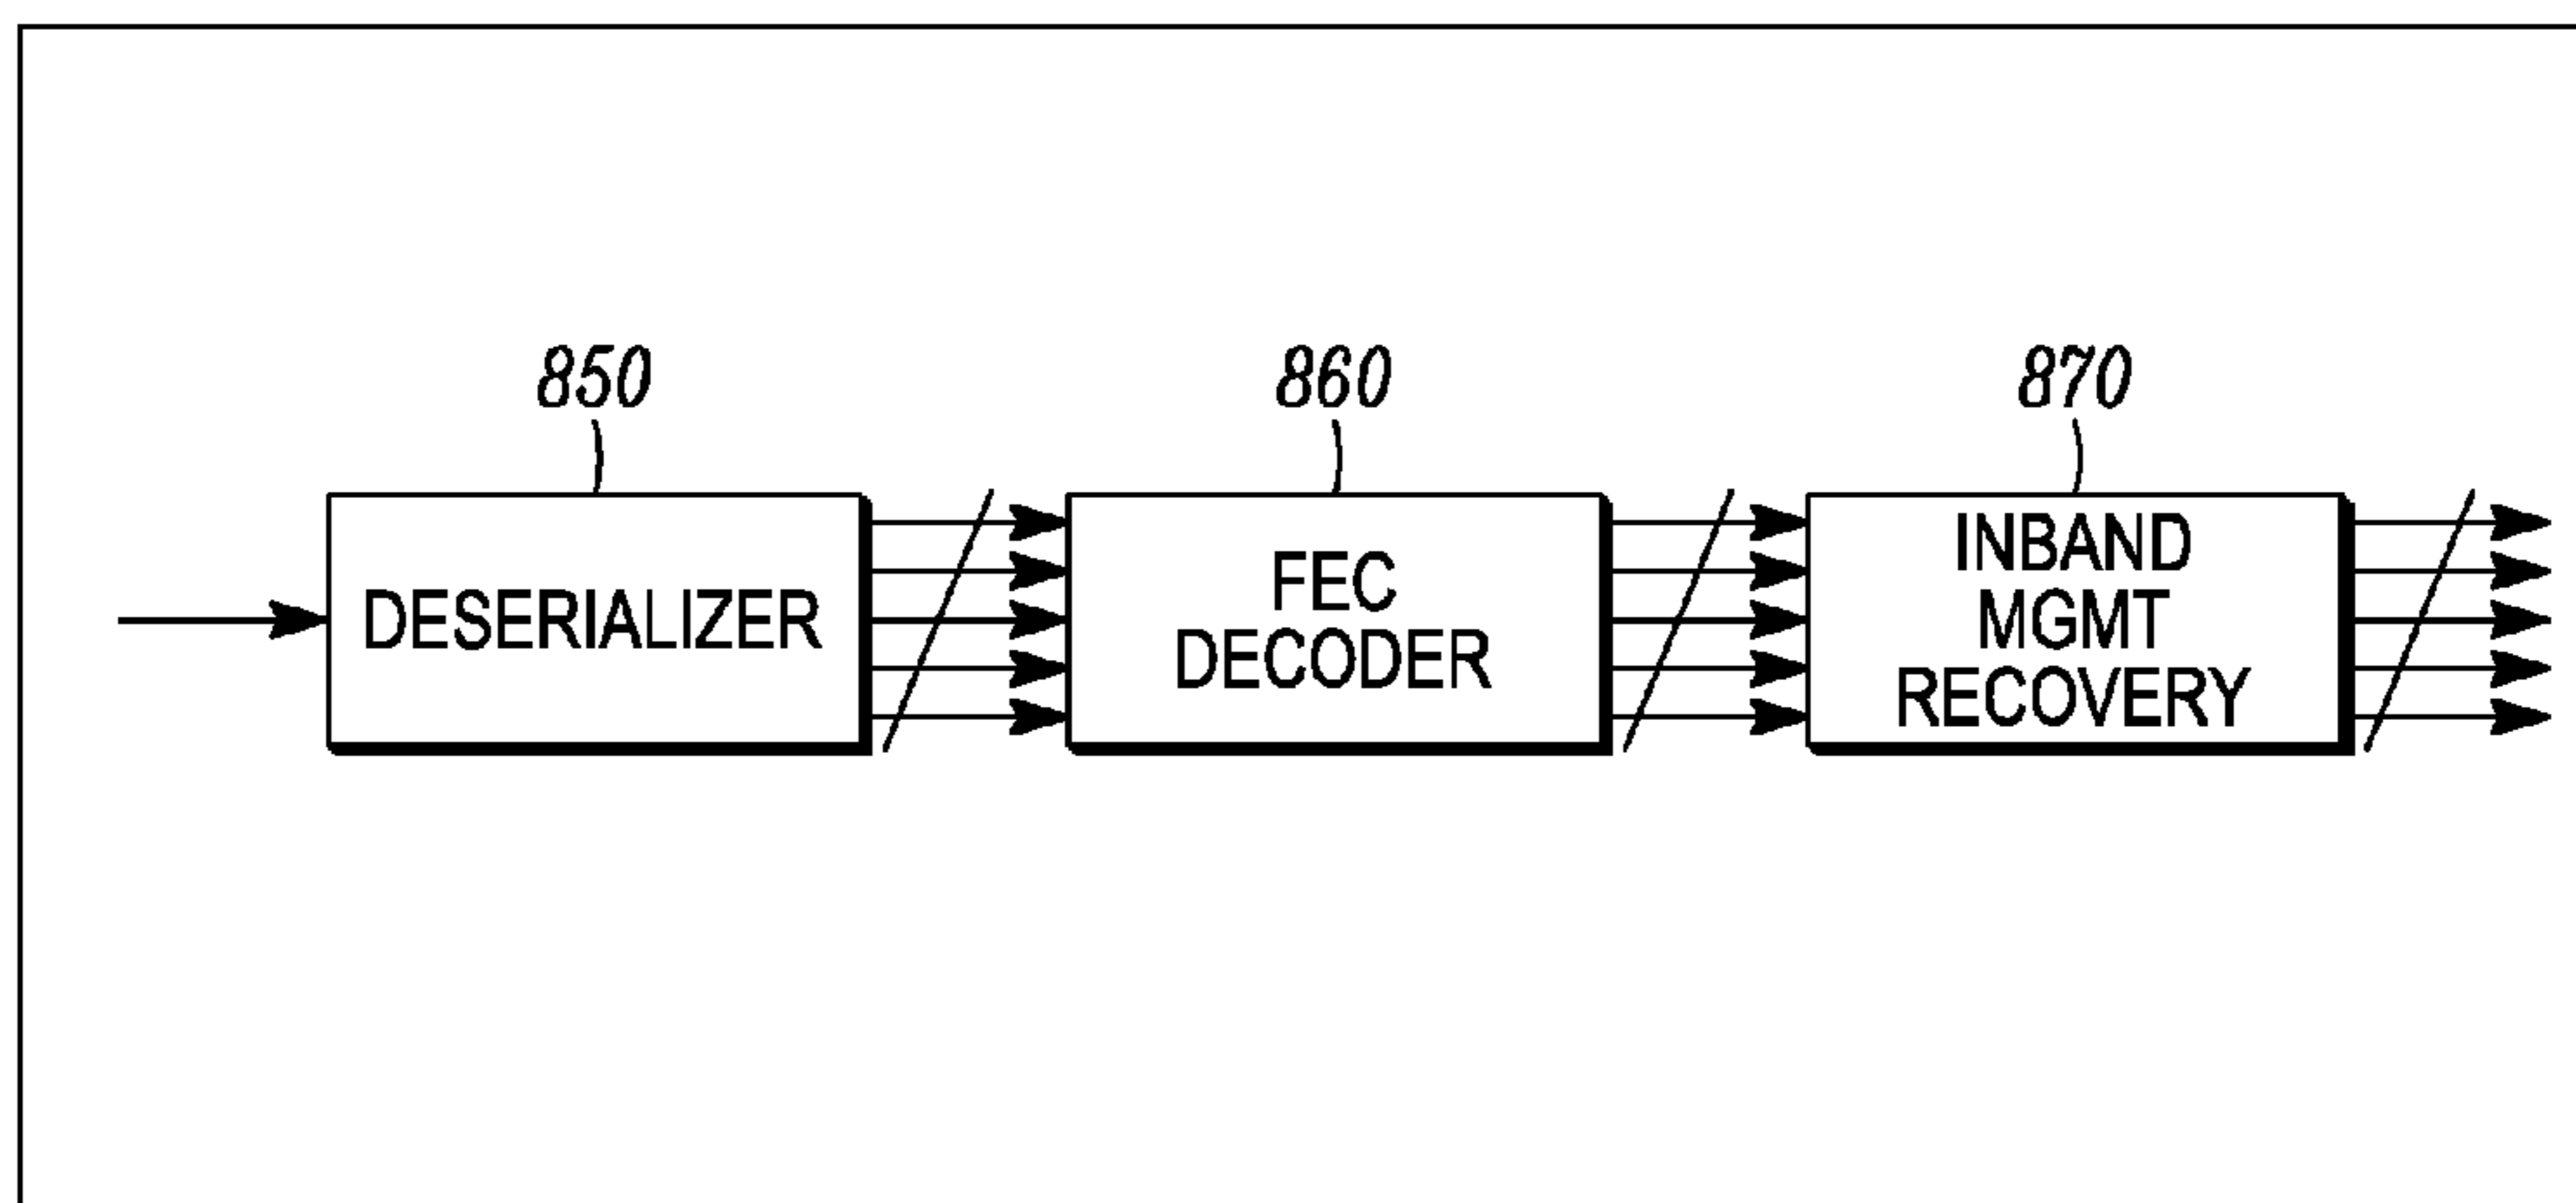 850
860
870
DESERIALIZER
FEC
DECODER
INBAND
MGMT
RECOVERY